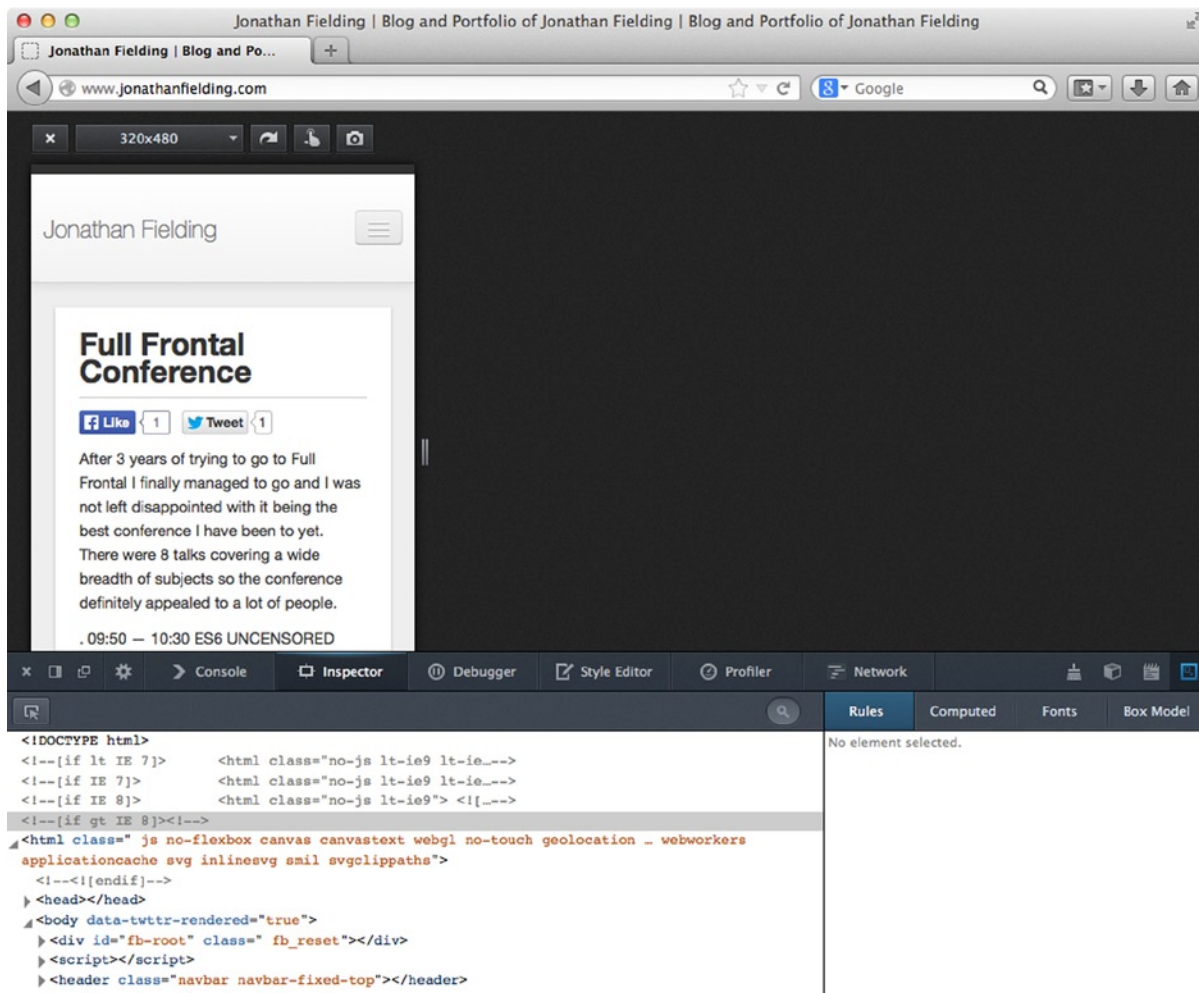 Jonathan Fielding | Blog and Portfolio of Jonathan Fielding | Blog and Portfolio of Jonathan Fielding
Jonathan Fielding | Blog and Po...
www.jonathanfielding.com
Google
320x480
Jonathan Fielding
Full Frontal
Conference
Like 1 Tweet 1
After 3 years of trying to go to Full
Frontal I finally managed to go and I was
not left disappointed with it being the
best conference I have been to yet.
There were 8 talks covering a wide
breadth of subjects so the conference
definitely appealed to a lot of people.
. 09:50 — 10:30 ES6 UNCENSORED
Console Inspector Debugger Style Editor Profiler Network
Rules Computed Fonts Box Model
No element selected.
<!DOCTYPE html>
<!--[if lt IE 7]> <html class="no-js lt-ie9 lt-ie…-->
<!--[if IE 7]> <html class="no-js lt-ie9 lt-ie…-->
<!--[if IE 8]> <html class="no-js lt-ie9"> <![…-->
<!--[if gt IE 8]><!-->
<html class=" js no-flexbox canvas canvastext webgl no-touch geolocation … webworkers
applicationcache svg inlinesvg smil svgclippaths">
<!--<![endif]-->
<head></head>
<body data-twttr-rendered="true">
<div id="fb-root" class=" fb_reset"></div>
<script></script>
<header class="navbar navbar-fixed-top"></header>